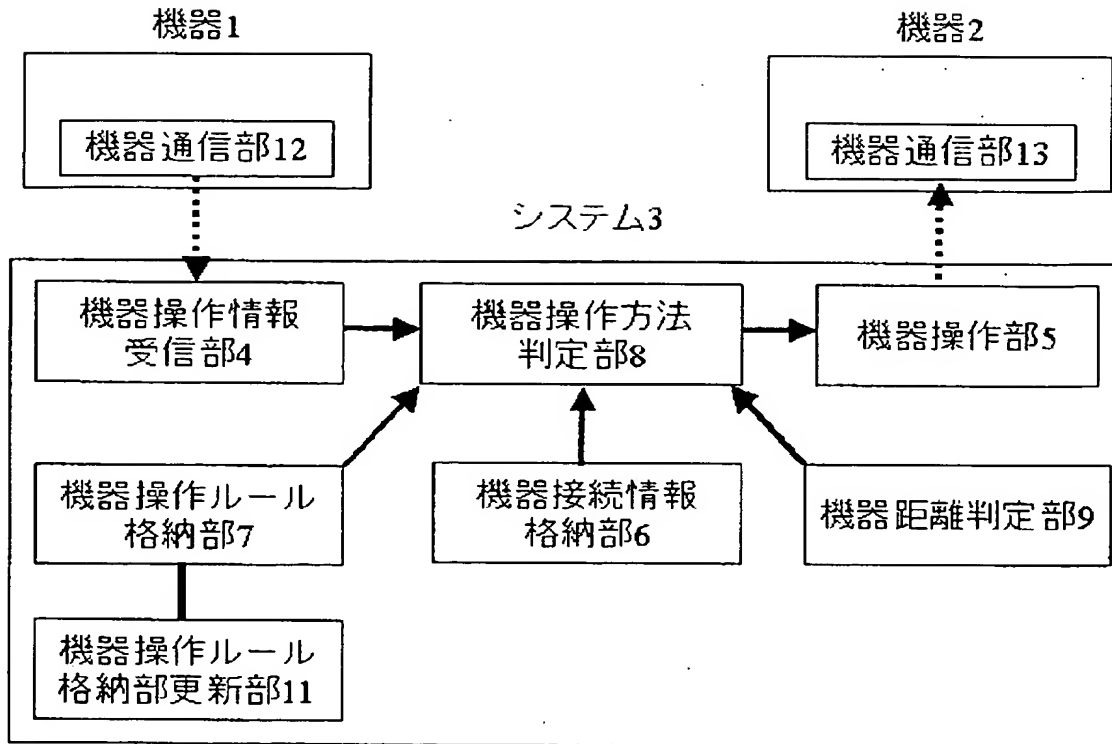 機器1
機器2
機器通信部12
機器通信部13
システム3
機器操作情報
受信部4
機器操作方法
判定部8
機器操作部5
機器操作ルール
格納部7
機器接続情報
格納部6
機器距離判定部9
機器操作ルール
格納部更新部11